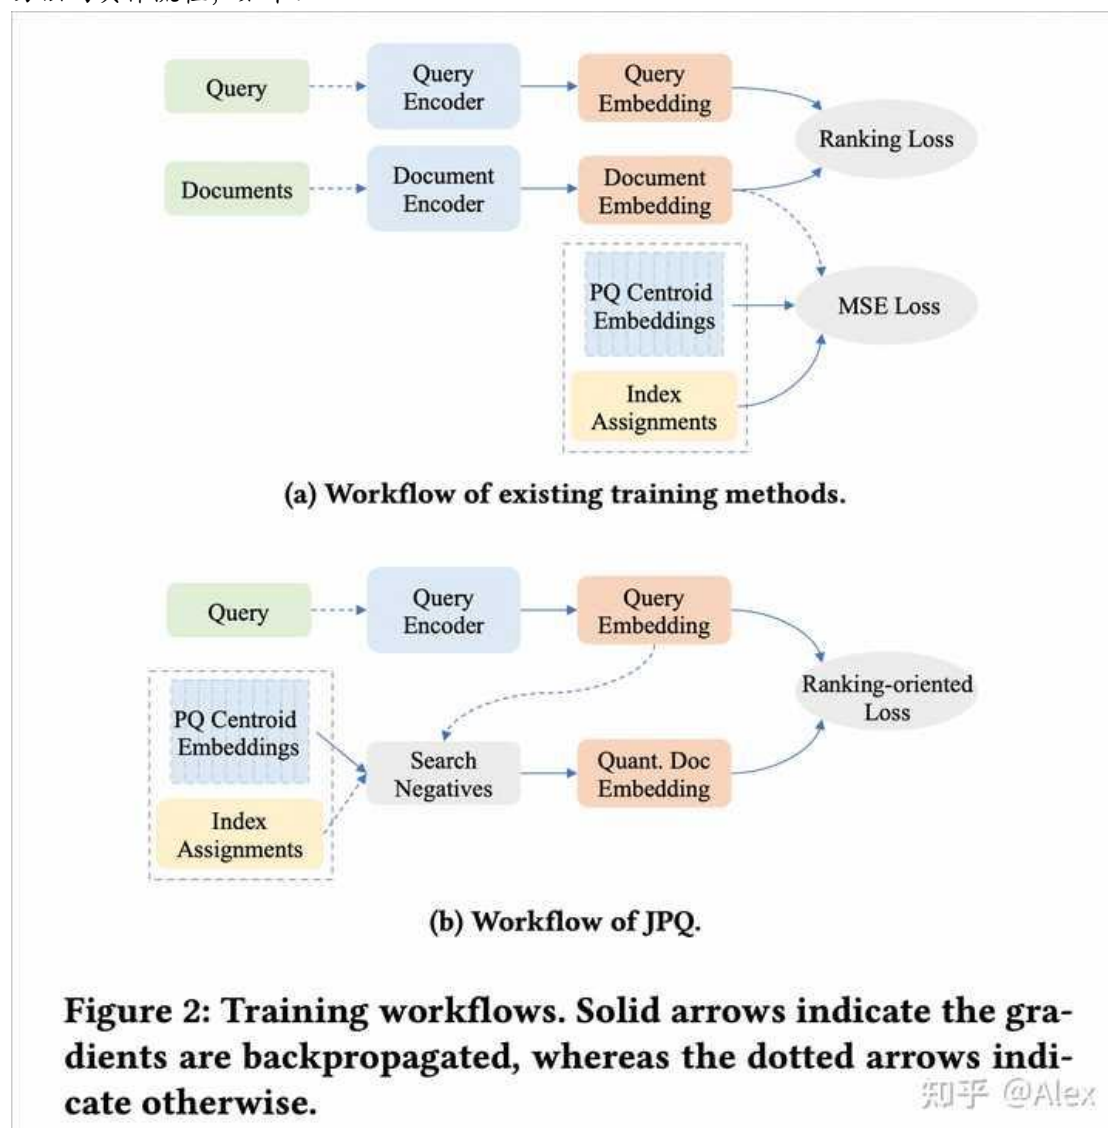 Query
Query
Encoder
Query
Embedding
Ranking Loss
Documents
Document
Encoder
Document
Embedding
PQ Centroid
Embeddings
MSE Loss
Index
Assignments
(a) Workflow of existing training methods.
Query
Query
Encoder
Query
Embedding
Ranking-oriented
Loss
PQ Centroid
Embeddings
Search
Negatives
Quant. Doc
Embedding
Index
Assignments
(b) Workflow of JPQ.
Figure 2: Training workflows. Solid arrows indicate the gra-
dients are backpropagated, whereas the dotted arrows indi-
cate otherwise.
知乎 @Alex